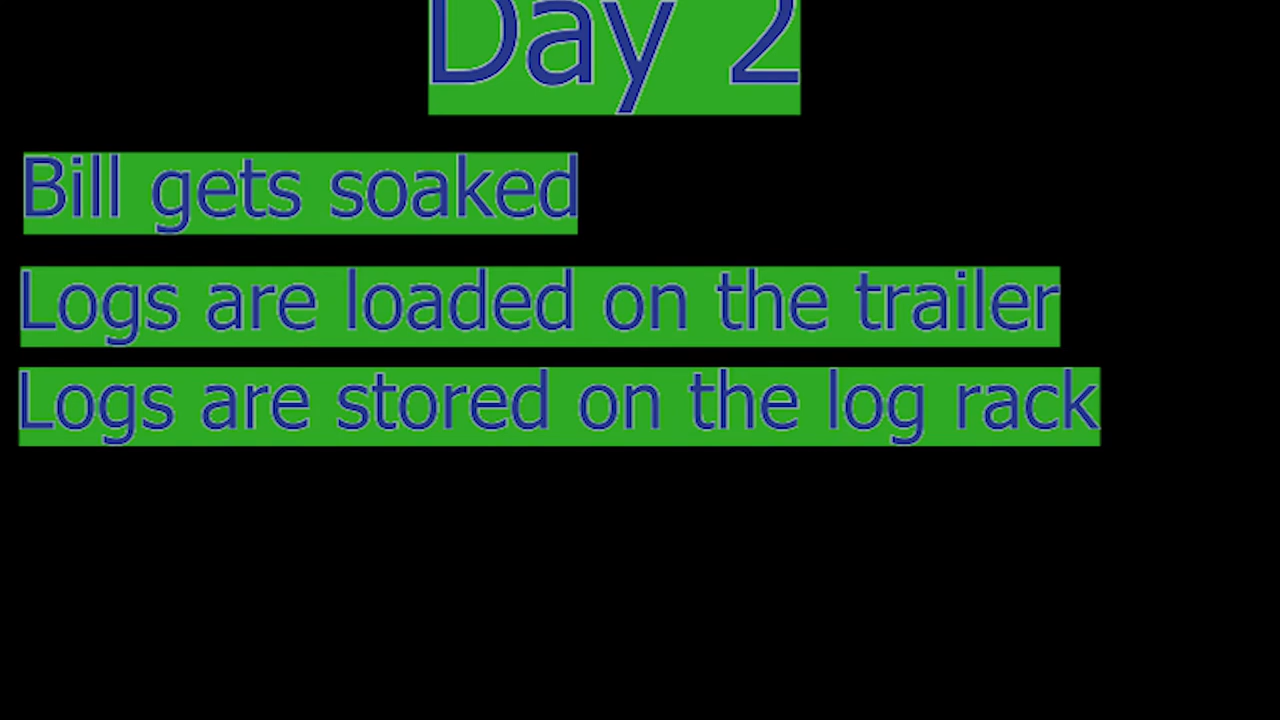 Day 2
Bill gets soaked
Logs are loaded on the trailer
Logs are stored on the log rack